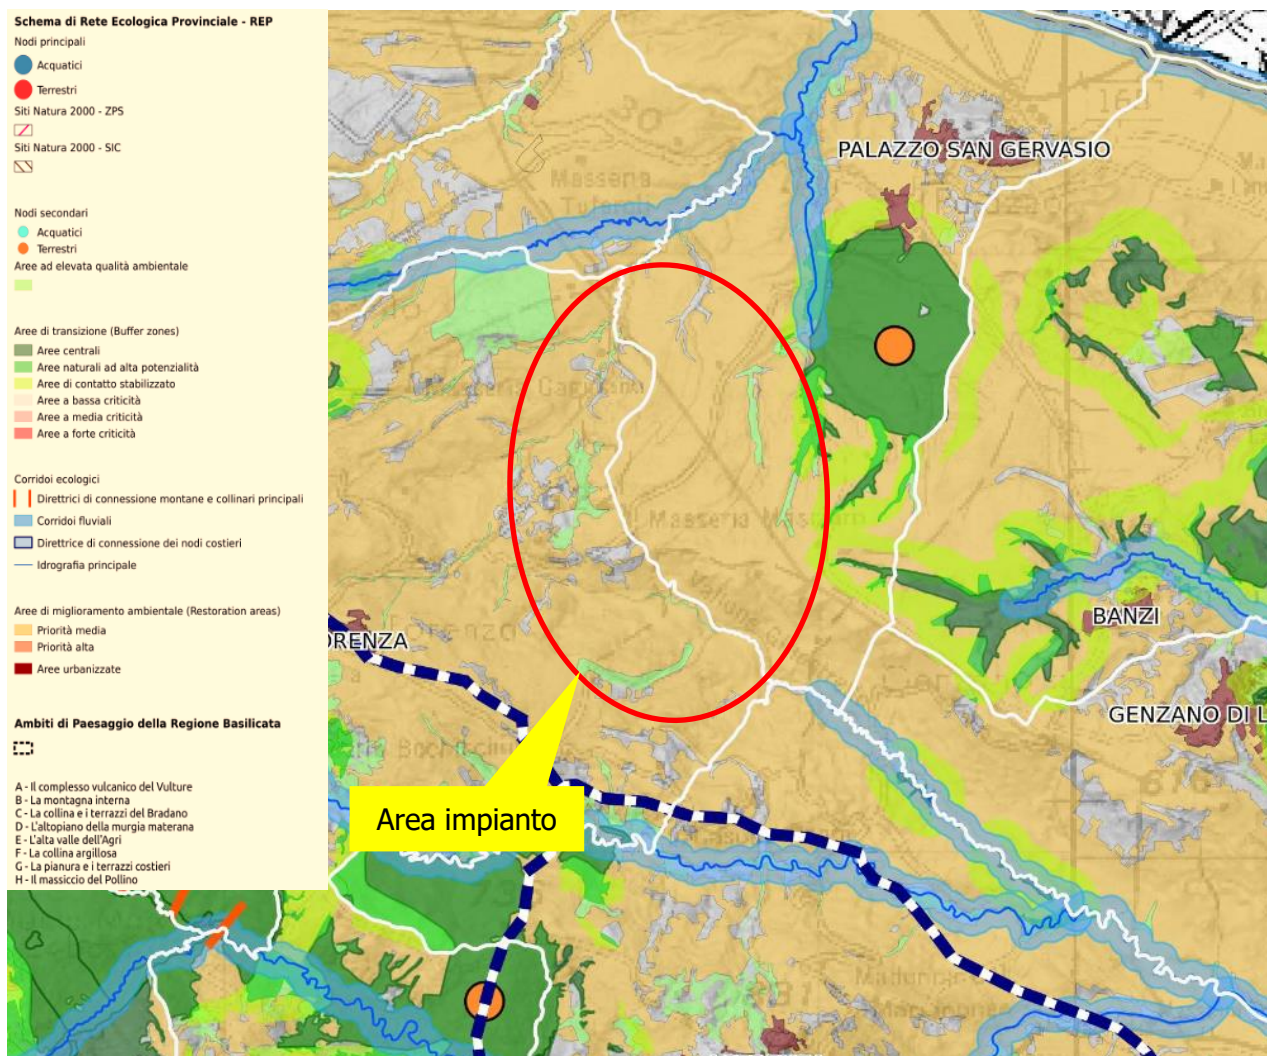 Schema di Rete Ecologica Provinciale - REP
Nodi principali
Acquatici
Terrestri
Siti Natura 2000 - ZPS
Siti Natura 2000 - SIC
Nodi secondari
Acquatici
Terrestri
Aree ad elevata qualità ambientale
Aree di transizione (Buffer zones)
Aree centrali
Aree naturali ad alta potenzialità
Aree di contatto stabilizzato
Aree a bassa criticità
Aree a media criticità
Aree a forte criticità
Corridoi ecologici
Direttrici di connessione montane e collinari principali
Corridoi fluviali
Direttrice di connessione dei nodi costieri
Idrografia principale
Aree di miglioramento ambientale (Restoration areas)
Priorità media
Priorità alta
Aree urbanizzate
Ambiti di Paesaggio della Regione Basilicata
A - Il complesso vulcanico del Vulture
B - La montagna interna
C - La collina e i terrazzi del Bradano
D - L'altopiano della murgia materana
E - L'alta valle dell'Agri
F - La collina argillosa
G - La pianura e i terrazzi costieri
H - Il massiccio del Pollino
PALAZZO SAN GERVASIO
Masseria
Masseria
BANZI
ORENZA
GENZANO DI L
Area impianto